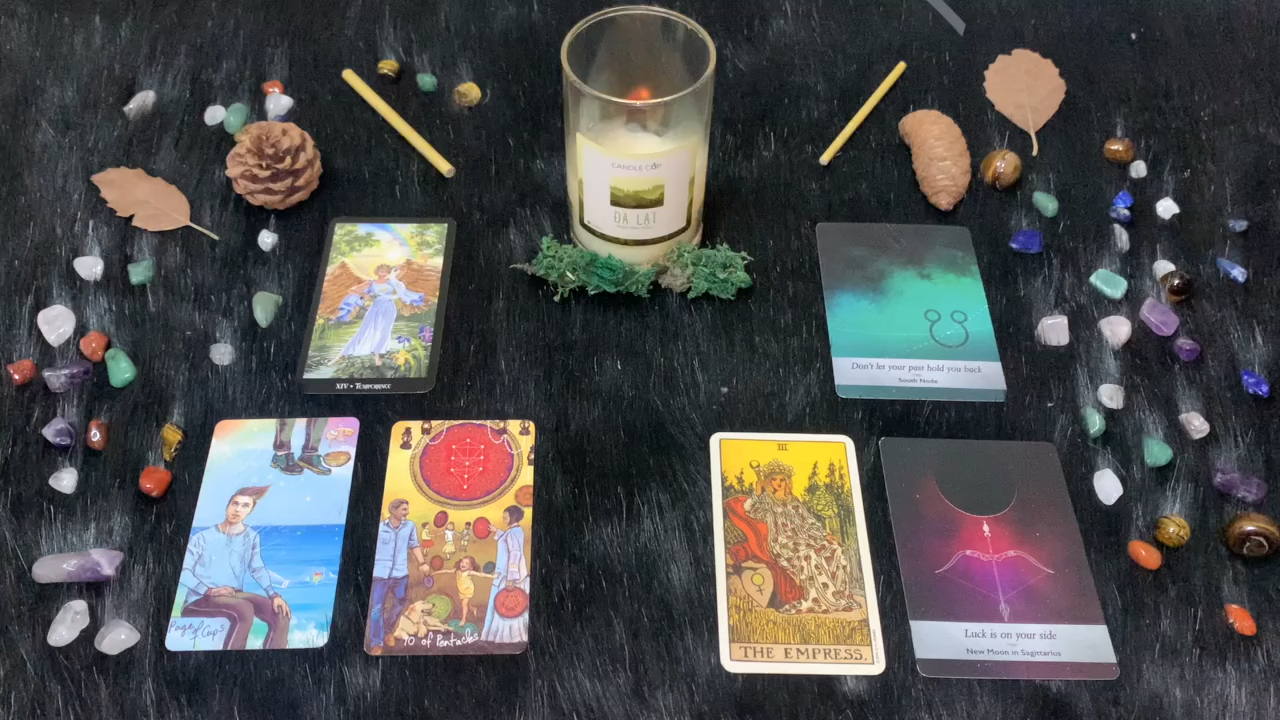 CANDLE CUP
ĐÀ LẠT
XIV • TEMPERANCE
Don't let your past hold you back
South Node
Page of Cups
10 of Pentacles
III
THE EMPRESS.
Luck is on your side
New Moon in Sagittarius